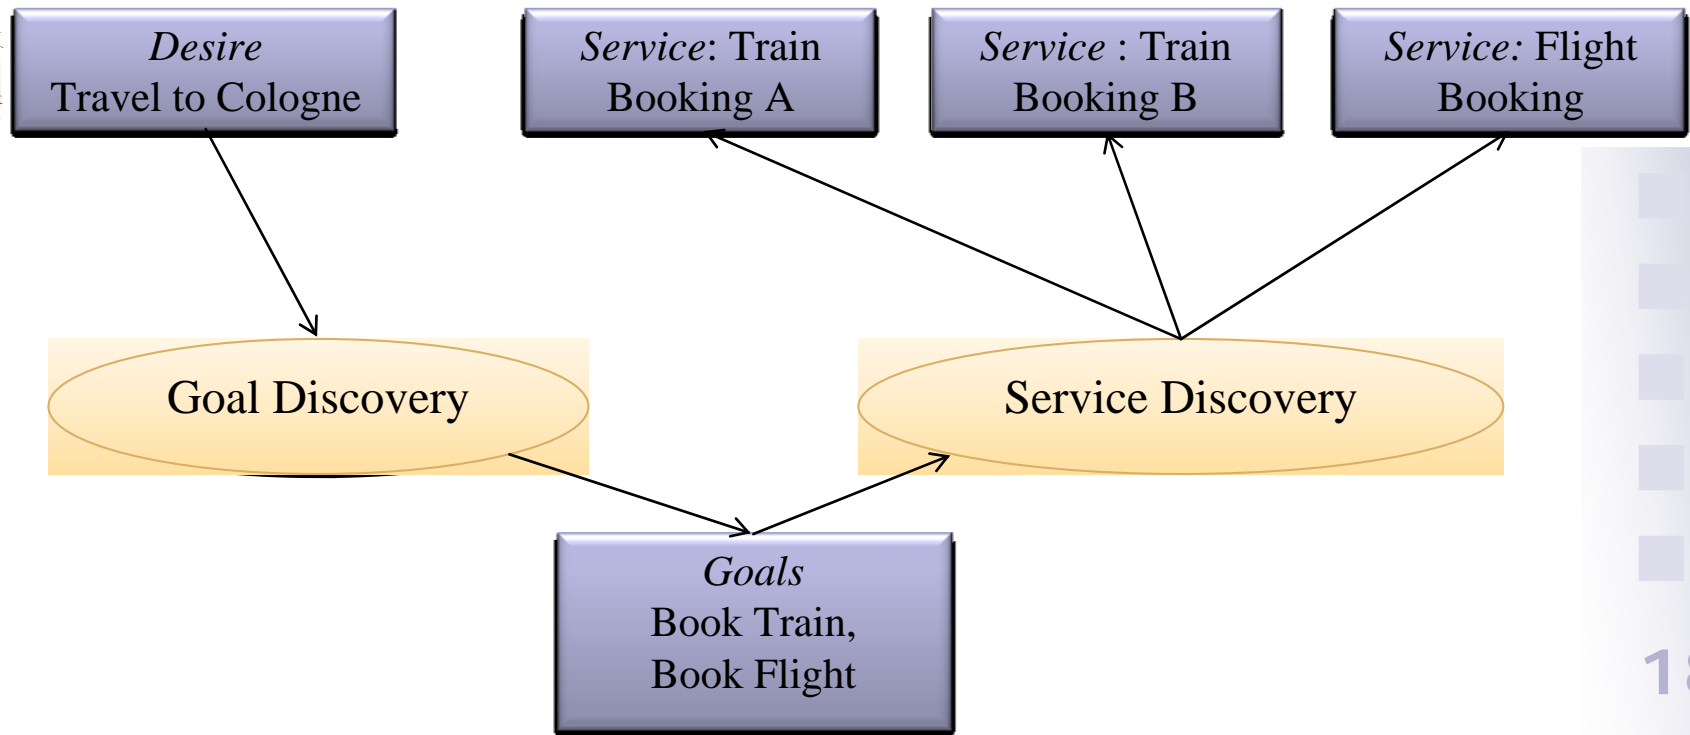 Desire
Travel to Cologne
Service: Train
Booking A
Service : Train
Booking B
Service: Flight
Booking
Goal Discovery
Service Discovery
Goals
Book Train,
Book Flight
18